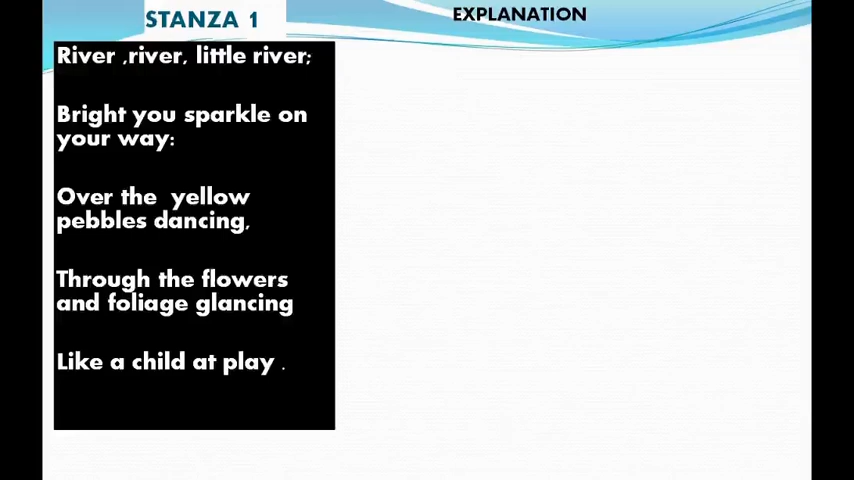 STANZA 1
EXPLANATION
River ,river, little river;
Bright you sparkle on
your way:
Over the yellow
pebbles dancing,
Through the flowers
and foliage glancing
Like a child at play .